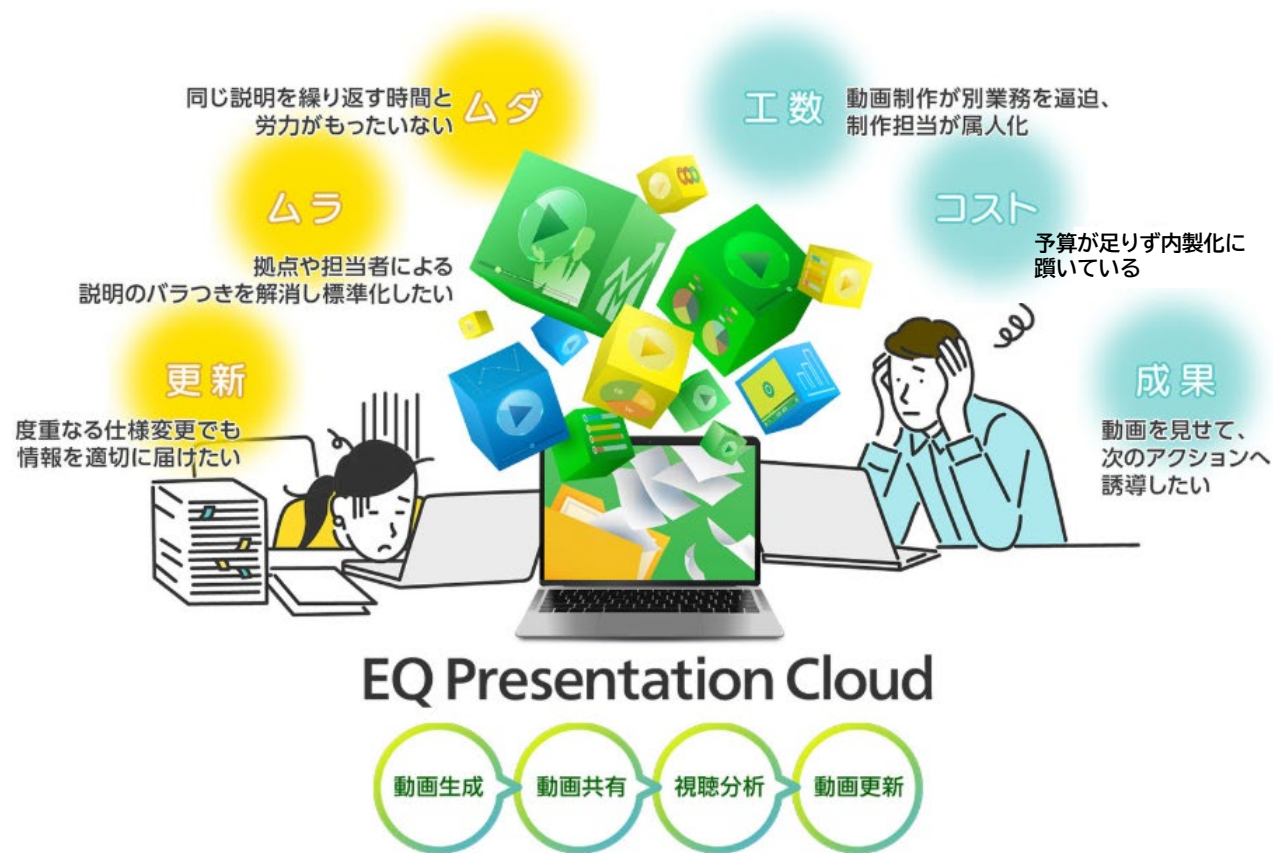 ムダ
同じ説明を繰り返す時間と
労力がもったいない
ムラ
拠点や担当者による
説明のバラつきを解消し標準化したい
更新
度重なる仕様変更でも
情報を適切に届けたい
工数
動画制作が別業務を逼迫、
制作担当が属人化
コスト
予算が足りず内製化に
躓いている
成果
動画を見せて、
次のアクションへ
誘導したい
EQ Presentation Cloud
動画生成
動画共有
視聴分析
動画更新